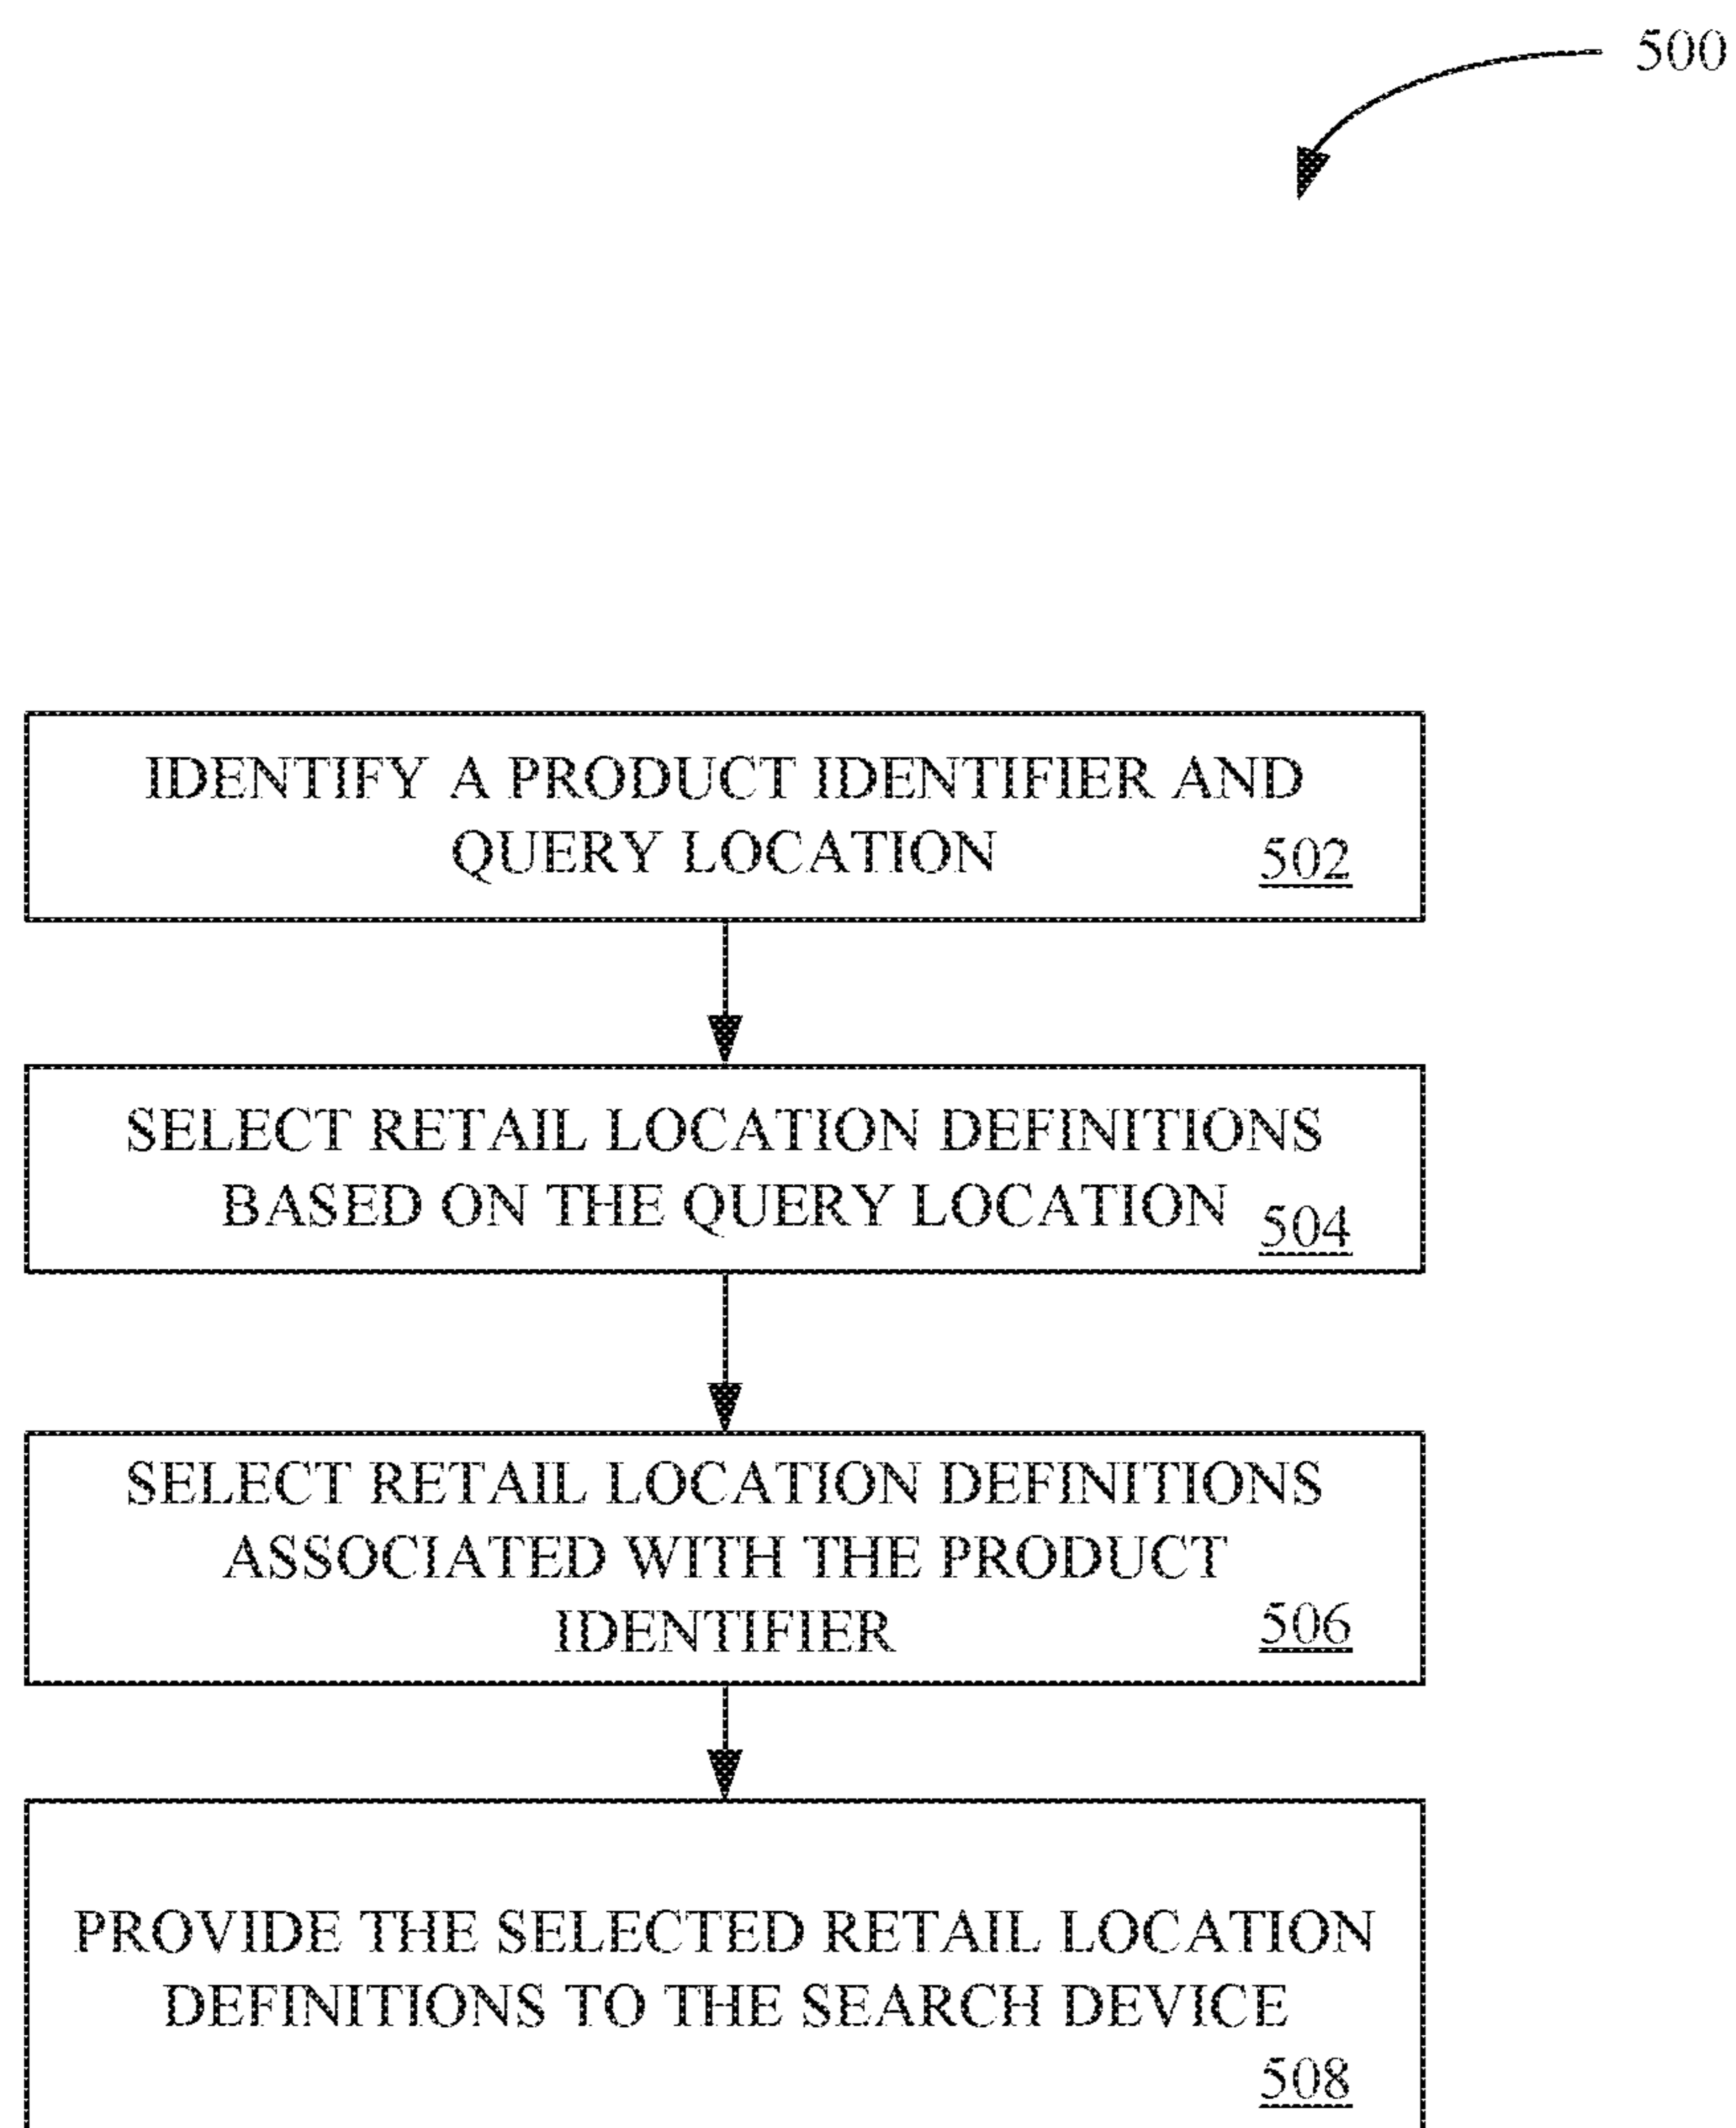 500
IDENTIFY A PRODUCT IDENTIFIER AND
QUERY LOCATION
502
SELECT RETAIL LOCATION DEFINITIONS
BASED ON THE QUERY LOCATION
504
SELECT RETAIL LOCATION DEFINITIONS
ASSOCIATED WITH THE PRODUCT
IDENTIFIER
506
PROVIDE THE SELECTED RETAIL LOCATION
DEFINITIONS TO THE SEARCH DEVICE
508